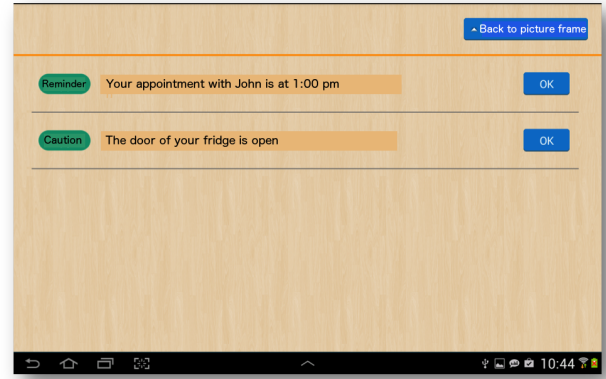 Back to picture frame
Reminder Your appointment with John is at 1:00 pm OK
Caution The door of your fridge is open OK
10:44